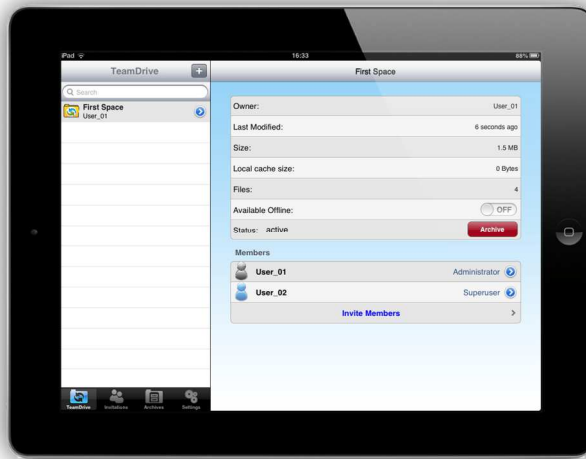 iPad 16:33 88%
TeamDrive + First Space
Search
First Space
User_01
Owner: User_01
Last Modified: 6 seconds ago
Size: 1.5 MB
Local cache size: 0 Bytes
Files: 4
Available Offline: OFF
Status: active Archive
Members
User_01 Administrator
User_02 Superuser
Invite Members
TeamDrive Invitations Archives Settings